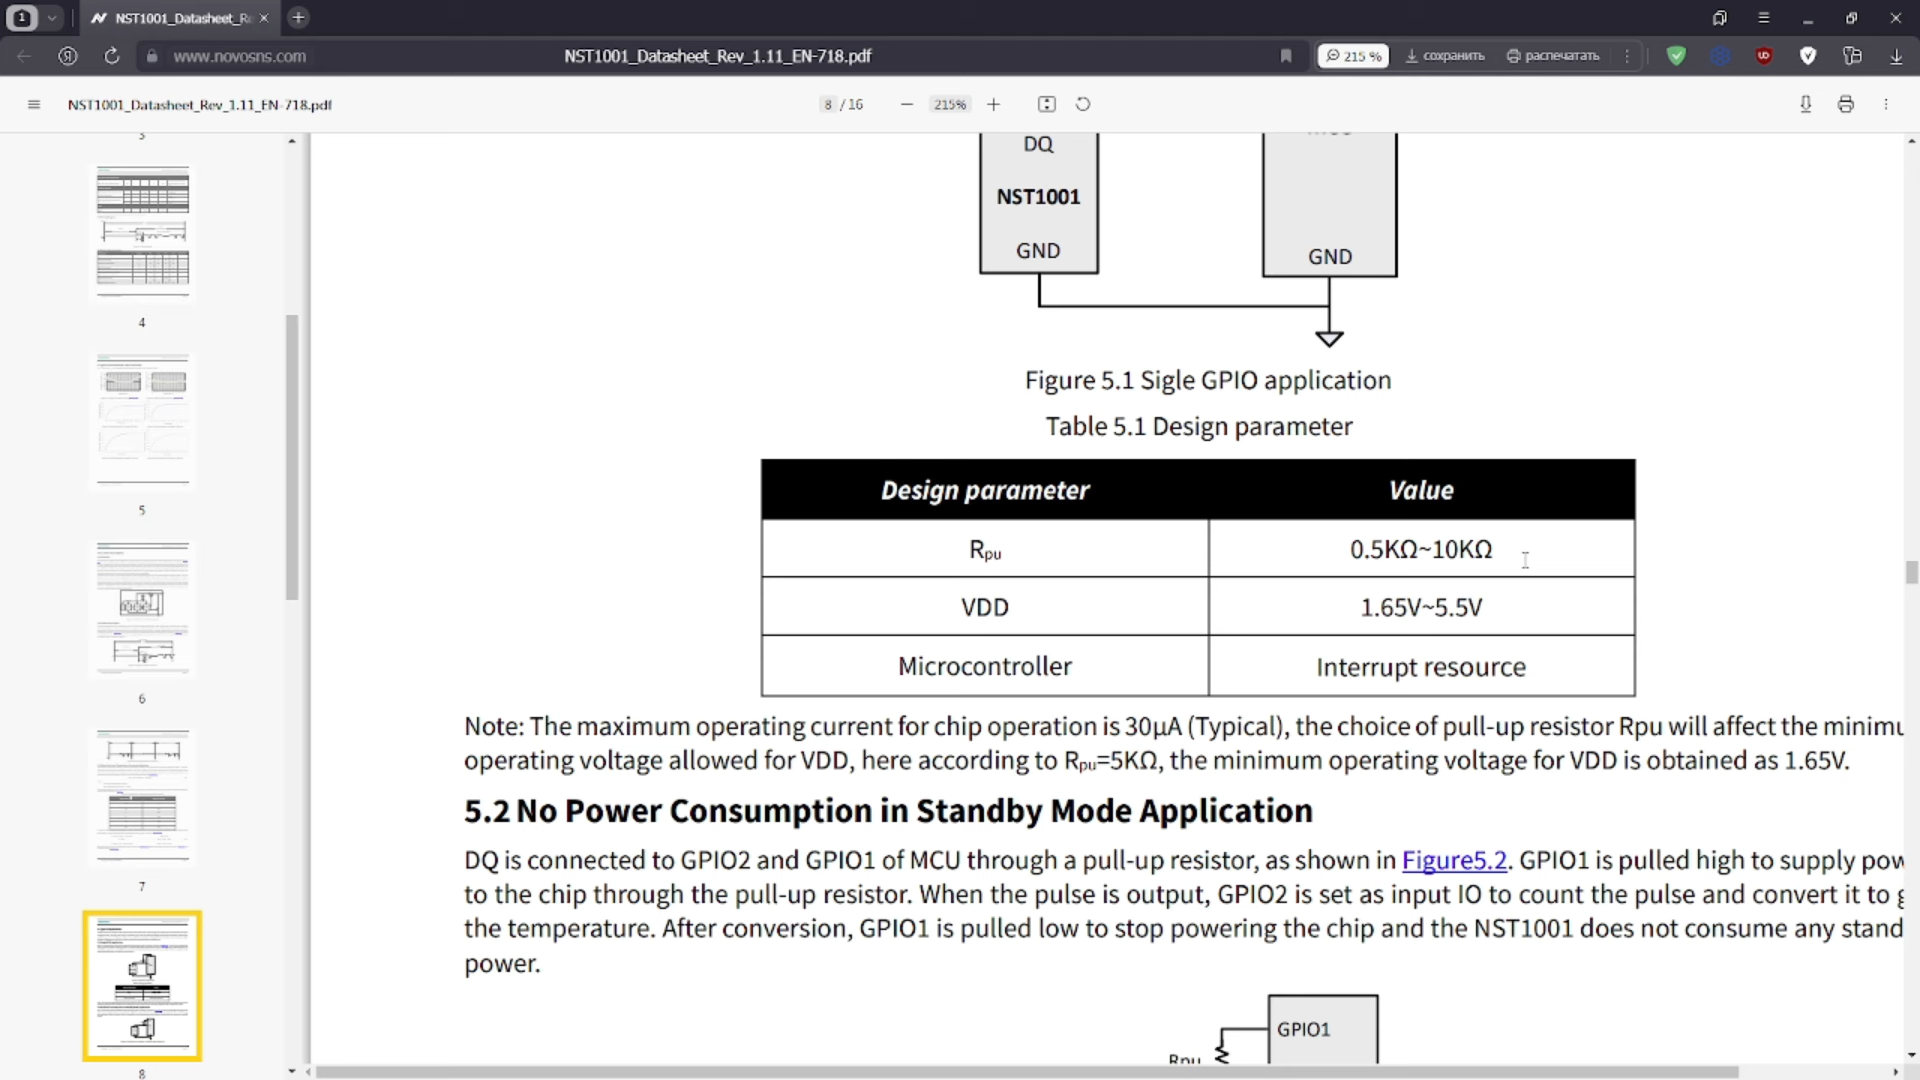 1
NST1001_Datasheet_Re
www.novosns.com
NST1001_Datasheet_Rev_1.11_EN-718.pdf
215 %
сохранить
распечатать
NST1001_Datasheet_Rev_1.11_EN-718.pdf
8 / 16
215%
3
4
5
6
7
8
DQ
NST1001
GND
GND
Figure 5.1 Sigle GPIO application
Table 5.1 Design parameter
Design parameter Value
Rpu 0.5KΩ~10KΩ
VDD 1.65V~5.5V
Microcontroller Interrupt resource
Note: The maximum operating current for chip operation is 30μA (Typical), the choice of pull-up resistor Rpu will affect the minimu
operating voltage allowed for VDD, here according to Rpu=5KΩ, the minimum operating voltage for VDD is obtained as 1.65V.
5.2 No Power Consumption in Standby Mode Application
DQ is connected to GPIO2 and GPIO1 of MCU through a pull-up resistor, as shown in Figure5.2. GPIO1 is pulled high to supply pow
to the chip through the pull-up resistor. When the pulse is output, GPIO2 is set as input IO to count the pulse and convert it to g
the temperature. After conversion, GPIO1 is pulled low to stop powering the chip and the NST1001 does not consume any stand
power.
GPIO1
Rpu